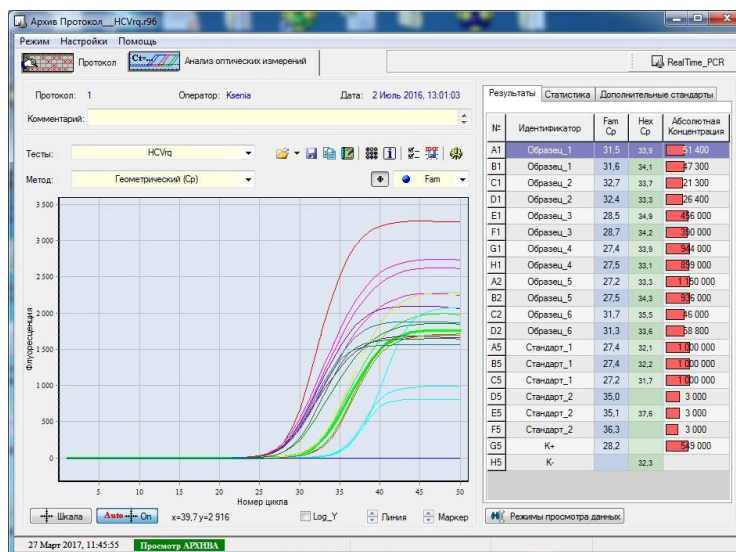 Архив Протокол__HCVrq.r96
Режим Настройки Помощь
Протокол
Ct=...
Анализ оптических измерений
RealTime_PCR
Протокол: 1 Оператор: Ksenia Дата: 2 Июль 2016, 13:01:03
Комментарий:
Тесты: HCVrq
Метод: Геометрический (Cp) Fam
Флуоресценция
3 500
3 000
2 500
2 000
1 500
1 000
500
0
5 10 15 20 25 30 35 40 45 50
Номер цикла
Шкала Auto On x=39,7 y=2 916 Log_Y Линия Маркер
Результаты Статистика Дополнительные стандарты
№ Идентификатор Fam Cp Hex Cp Абсолютная Концентрация
A1 Образец_1 31,5 33,9 51 400
B1 Образец_1 31,6 34,1 47 300
C1 Образец_2 32,7 33,7 21 300
D1 Образец_2 32,4 33,3 26 400
E1 Образец_3 28,5 34,9 456 000
F1 Образец_3 28,7 34,2 390 000
G1 Образец_4 27,4 33,9 944 000
H1 Образец_4 27,5 33,1 899 000
A2 Образец_5 27,2 33,3 1 150 000
B2 Образец_5 27,5 34,3 936 000
C2 Образец_6 31,7 35,5 46 000
D2 Образец_6 31,3 33,6 58 800
A5 Стандарт_1 27,4 32,1 1 000 000
B5 Стандарт_1 27,4 32,2 1 000 000
C5 Стандарт_1 27,2 31,7 1 000 000
D5 Стандарт_2 35,0 3 000
E5 Стандарт_2 35,1 37,6 3 000
F5 Стандарт_2 36,3 3 000
G5 K+ 28,2 549 000
H5 K- 32,3
Режимы просмотра данных
27 Март 2017, 11:45:55 Просмотр АРХИВА